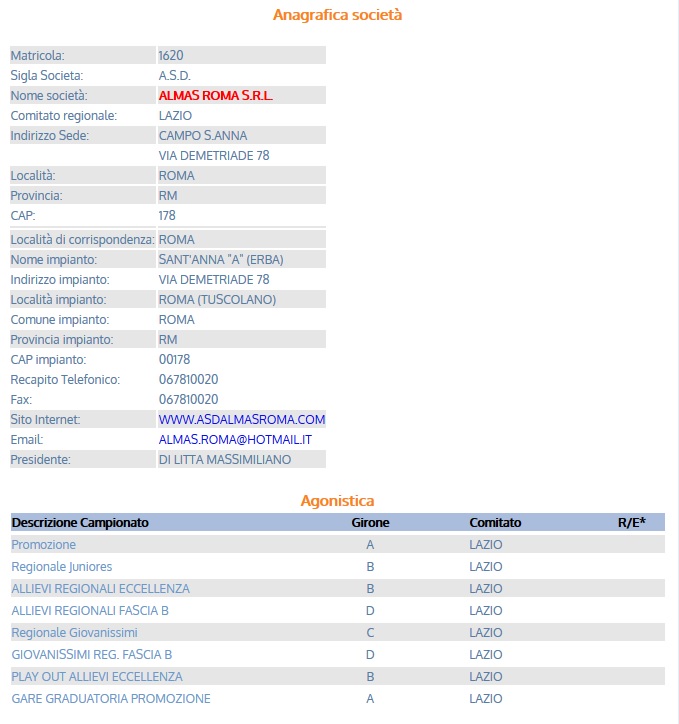 Anagrafica società
Matricola: 1620
Sigla Societa: A.S.D.
Nome società: ALMAS ROMA S.R.L.
Comitato regionale: LAZIO
Indirizzo Sede: CAMPO S.ANNA
VIA DEMETRIADE 78
Località: ROMA
Provincia: RM
CAP: 178
Località di corrispondenza: ROMA
Nome impianto: SANT'ANNA "A" (ERBA)
Indirizzo impianto: VIA DEMETRIADE 78
Località impianto: ROMA (TUSCOLANO)
Comune impianto: ROMA
Provincia impianto: RM
CAP impianto: 00178
Recapito Telefonico: 067810020
Fax: 067810020
Sito Internet: WWW.ASDALMASROMA.COM
Email: ALMAS.ROMA@HOTMAIL.IT
Presidente: DI LITTA MASSIMILIANO
Agonistica
Descrizione Campionato Girone Comitato R/E*
Promozione A LAZIO
Regionale Juniores B LAZIO
ALLIEVI REGIONALI ECCELLENZA B LAZIO
ALLIEVI REGIONALI FASCIA B D LAZIO
Regionale Giovanissimi C LAZIO
GIOVANISSIMI REG. FASCIA B D LAZIO
PLAY OUT ALLIEVI ECCELLENZA B LAZIO
GARE GRADUATORIA PROMOZIONE A LAZIO